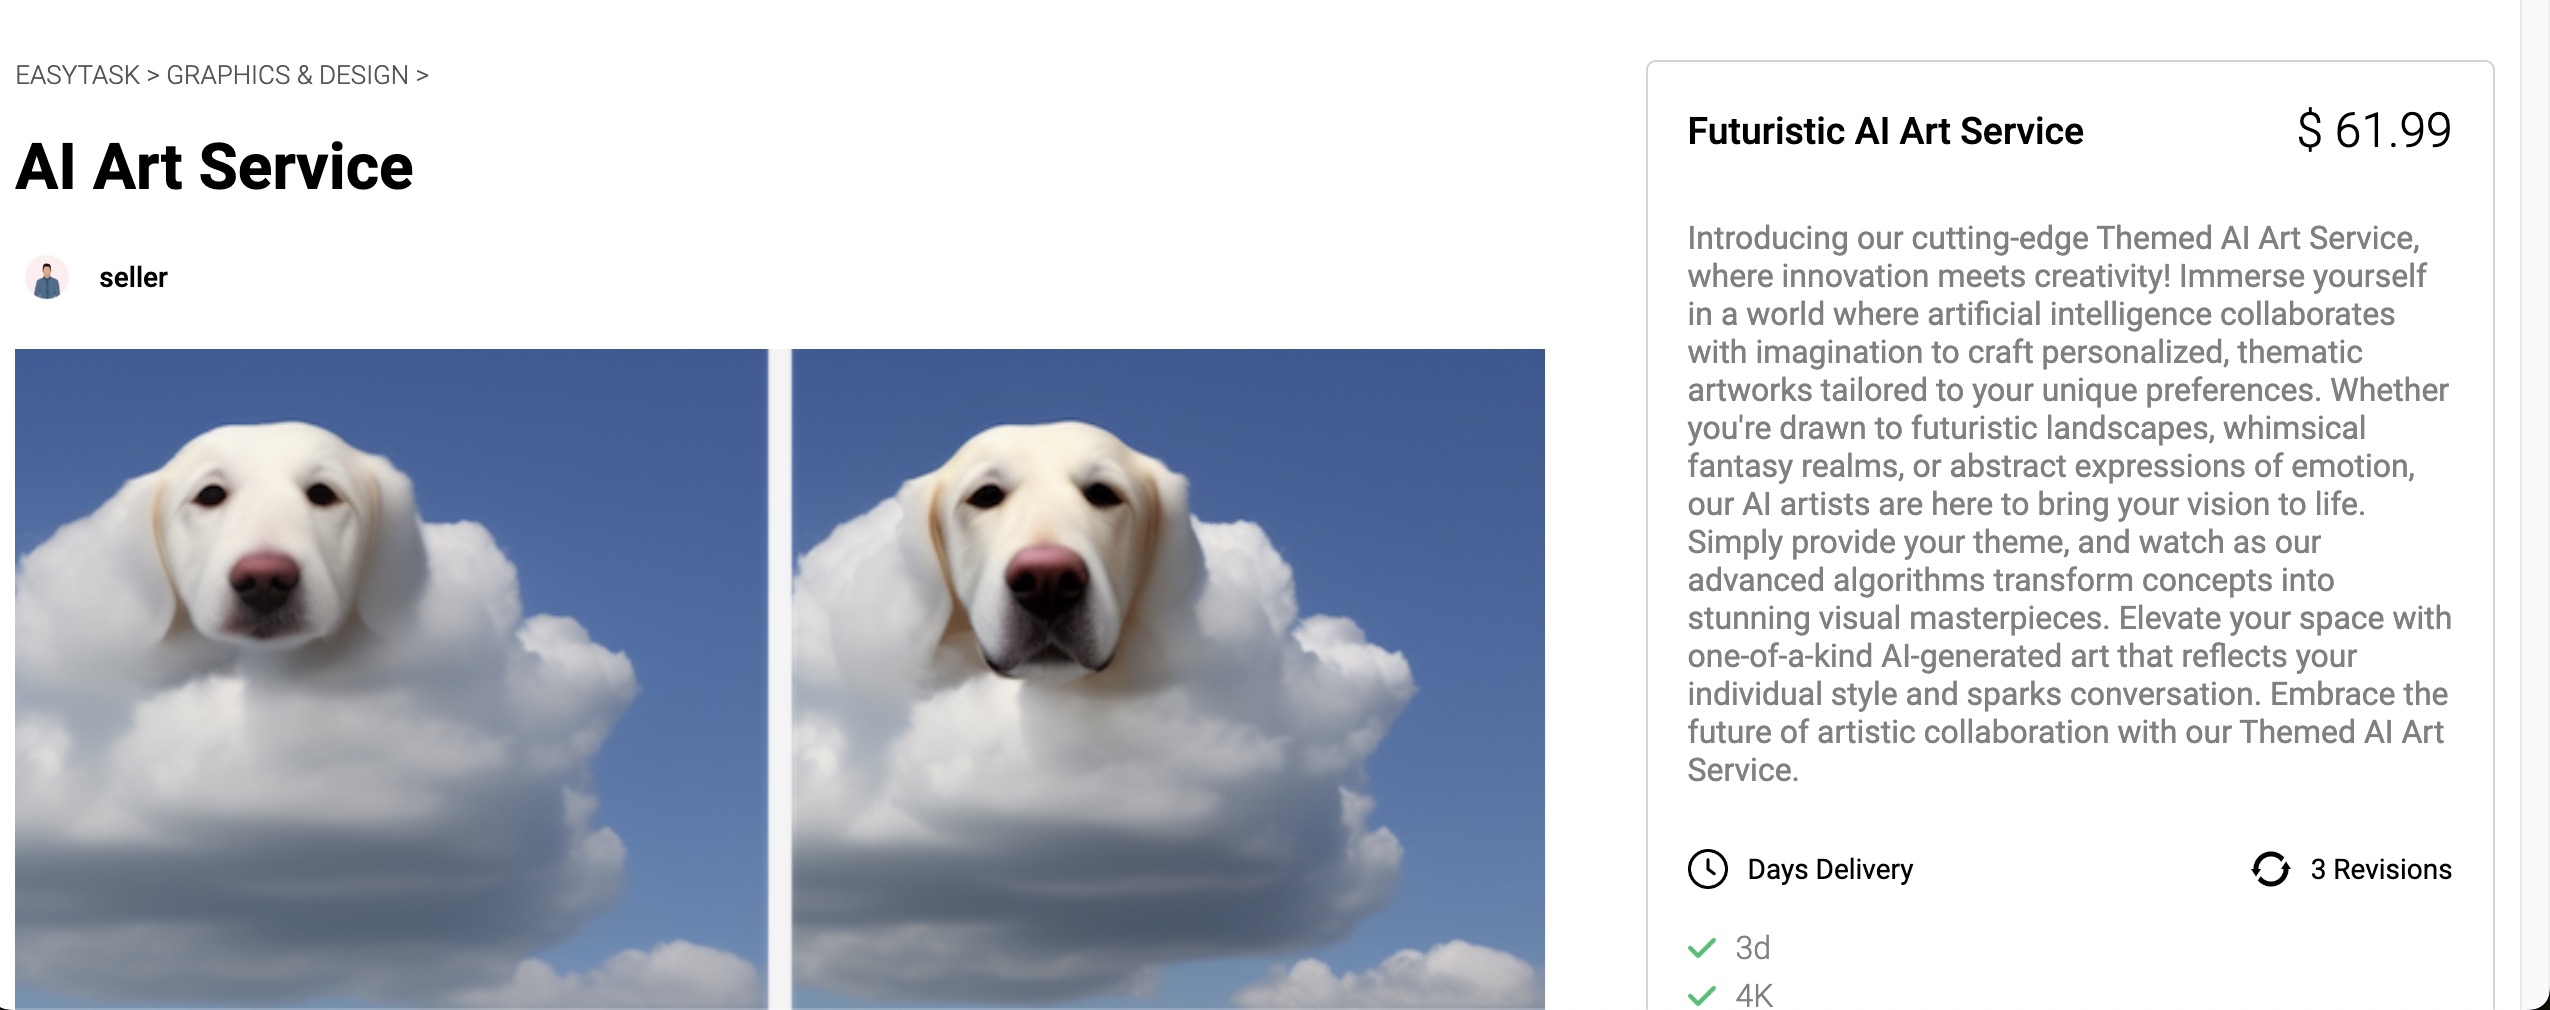 EASYTASK > GRAPHICS & DESIGN >
AI Art Service
seller
Futuristic AI Art Service
$ 61.99
Introducing our cutting-edge Themed AI Art Service,
where innovation meets creativity! Immerse yourself
in a world where artificial intelligence collaborates
with imagination to craft personalized, thematic
artworks tailored to your unique preferences. Whether
you're drawn to futuristic landscapes, whimsical
fantasy realms, or abstract expressions of emotion,
our AI artists are here to bring your vision to life.
Simply provide your theme, and watch as our
advanced algorithms transform concepts into
stunning visual masterpieces. Elevate your space with
one-of-a-kind AI-generated art that reflects your
individual style and sparks conversation. Embrace the
future of artistic collaboration with our Themed AI Art
Service.
Days Delivery
3 Revisions
3d
4K